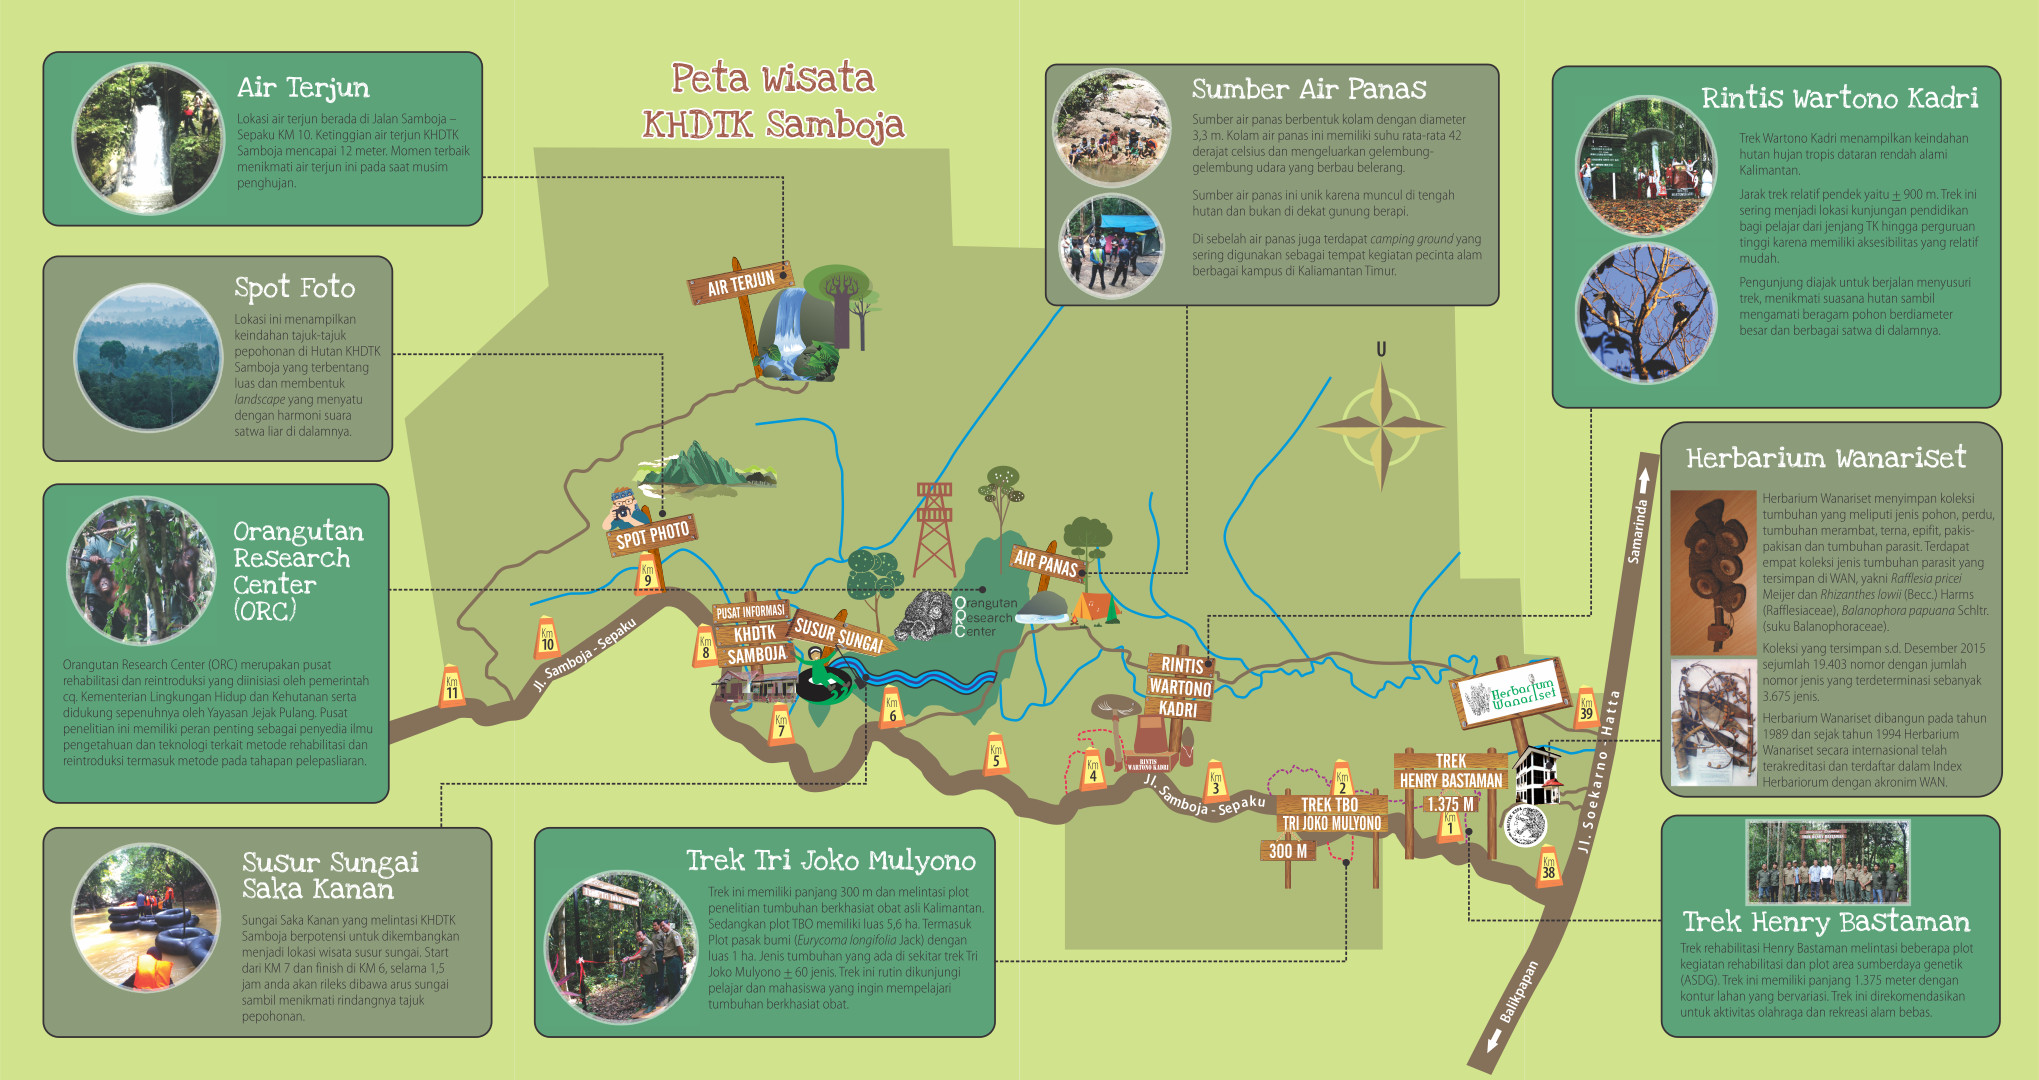 Peta Wisata
KHDTK Samboja
Air Terjun
Lokasi air terjun berada di Jalan Samboja –
Sepaku KM 10. Ketinggian air terjun KHDTK
Samboja mencapai 12 meter. Momen terbaik
menikmati air terjun ini pada saat musim
penghujan.
Spot Foto
Lokasi ini menampilkan
keindahan tajuk-tajuk
pepohonan di Hutan KHDTK
Samboja yang terbentang
luas dan membentuk
landscape yang menyatu
dengan harmoni suara
satwa liar di dalamnya.
Orangutan
Research
Center
(ORC)
Orangutan Research Center (ORC) merupakan pusat
rehabilitasi dan reintroduksi yang diinisiasi oleh pemerintah
cq. Kementerian Lingkungan Hidup dan Kehutanan serta
didukung sepenuhnya oleh Yayasan Jejak Pulang. Pusat
penelitian ini memiliki peran penting sebagai penyedia ilmu
pengetahuan dan teknologi terkait metode rehabilitasi dan
reintroduksi termasuk metode pada tahapan pelepasliaran.
Susur Sungai
Saka Kanan
Sungai Saka Kanan yang melintasi KHDTK
Samboja berpotensi untuk dikembangkan
menjadi lokasi wisata susur sungai. Start
dari KM 7 dan finish di KM 6, selama 1,5
jam anda akan rileks dibawa arus sungai
sambil menikmati rindangnya tajuk
pepohonan.
Trek Tri Joko Mulyono
Trek ini memiliki panjang 300 m dan melintasi plot
penelitian tumbuhan berkhasiat obat asli Kalimantan.
Sedangkan plot TBO memiliki luas 5,6 ha. Termasuk
Plot pasak bumi (Eurycoma longifolia Jack) dengan
luas 1 ha. Jenis tumbuhan yang ada di sekitar trek Tri
Joko Mulyono ± 60 jenis. Trek ini rutin dikunjungi
pelajar dan mahasiswa yang ingin mempelajari
tumbuhan berkhasiat obat.
Sumber Air Panas
Sumber air panas berbentuk kolam dengan diameter
3,3 m. Kolam air panas ini memiliki suhu rata-rata 42
derajat celsius dan mengeluarkan gelembung-
gelembung udara yang berbau belerang.
Sumber air panas ini unik karena muncul di tengah
hutan dan bukan di dekat gunung berapi.
Di sebelah air panas juga terdapat camping ground yang
sering digunakan sebagai tempat kegiatan pecinta alam
berbagai kampus di Kaliamantan Timur.
Rintis Wartono Kadri
Trek Wartono Kadri menampilkan keindahan
hutan hujan tropis dataran rendah alami
Kalimantan.
Jarak trek relatif pendek yaitu ± 900 m. Trek ini
sering menjadi lokasi kunjungan pendidikan
bagi pelajar dari jenjang TK hingga perguruan
tinggi karena memiliki aksesibilitas yang relatif
mudah.
Pengunjung diajak untuk berjalan menyusuri
trek, menikmati suasana hutan sambil
mengamati beragam pohon berdiameter
besar dan berbagai satwa di dalamnya.
Herbarium Wanariset
Herbarium Wanariset menyimpan koleksi
tumbuhan yang meliputi jenis pohon, perdu,
tumbuhan merambat, terna, epifit, pakis-
pakisan dan tumbuhan parasit. Terdapat
empat koleksi jenis tumbuhan parasit yang
tersimpan di WAN, yakni Rafflesia pricei
Meijer dan Rhizanthes lowii (Becc.) Harms
(Rafflesiaceae), Balanophora papuana Schltr.
(suku Balanophoraceae).
Koleksi yang tersimpan s.d. Desember 2015
sejumlah 19.403 nomor dengan jumlah
nomor jenis yang terdeterminasi sebanyak
3.675 jenis.
Herbarium Wanariset dibangun pada tahun
1989 dan sejak tahun 1994 Herbarium
Wanariset secara internasional telah
terakreditasi dan terdaftar dalam Index
Herbariorum dengan akronim WAN.
Trek Henry Bastaman
Trek rehabilitasi Henry Bastaman melintasi beberapa plot
kegiatan rehabilitasi dan plot area sumberdaya genetik
(ASDG). Trek ini memiliki panjang 1.375 meter dengan
kontur lahan yang bervariasi. Trek ini direkomendasikan
untuk aktivitas olahraga dan rekreasi alam bebas.
AIR TERJUN
U
SPOT PHOTO
Km
9
Km
10
Km
11
Jl. Samboja - Sepaku
Km
8
PUSAT INFORMASI
KHDTK
SAMBOJA
SUSUR SUNGAI
Km
7
Km
6
Orangutan
Research
Center
AIR PANAS
Km
5
Km
4
RINTIS
WARTONO
KADRI
RINTIS
WARTONO KADRI
Jl. Samboja - Sepaku
Km
3
Km
2
TREK TBO
TRI JOKO MULYONO
300 M
TREK
HENRY BASTAMAN
1.375 M
Km
1
Herbarium
Wanariset
Km
39
Km
38
Samarinda
Jl. Soekarno - Hatta
Balikpapan